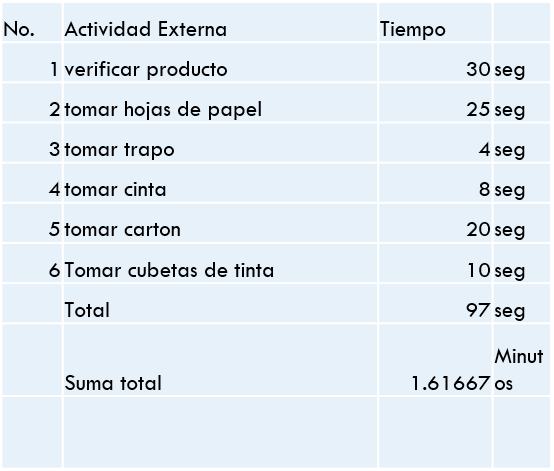 No. Actividad Externa Tiempo
1 verificar producto 30 seg
2 tomar hojas de papel 25 seg
3 tomar trapo 4 seg
4 tomar cinta 8 seg
5 tomar carton 20 seg
6 Tomar cubetas de tinta 10 seg
Total 97 seg
Suma total 1.61667 Minut
os